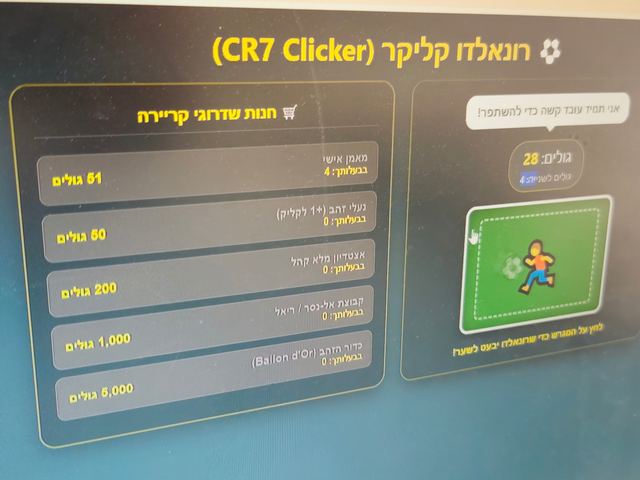 רונאלדו קליקר (CR7 Clicker)
אני תמיד עובד קשה כדי להשתפר!
גולים: 28
גולים לשנייה: 4
לחץ על המגרש כדי שרונאלדו יבעט לשער!
חנות שדרוגי קריירה
מאמן אישי
בבעלותך: 4
51 גולים
נעלי זהב (+1 לקליק)
בבעלותך: 0
50 גולים
אצטדיון מלא קהל
בבעלותך: 0
200 גולים
קבוצת אל-נסר / ריאל
בבעלותך: 0
1,000 גולים
כדור הזהב (Ballon d'Or)
בבעלותך: 0
5,000 גולים